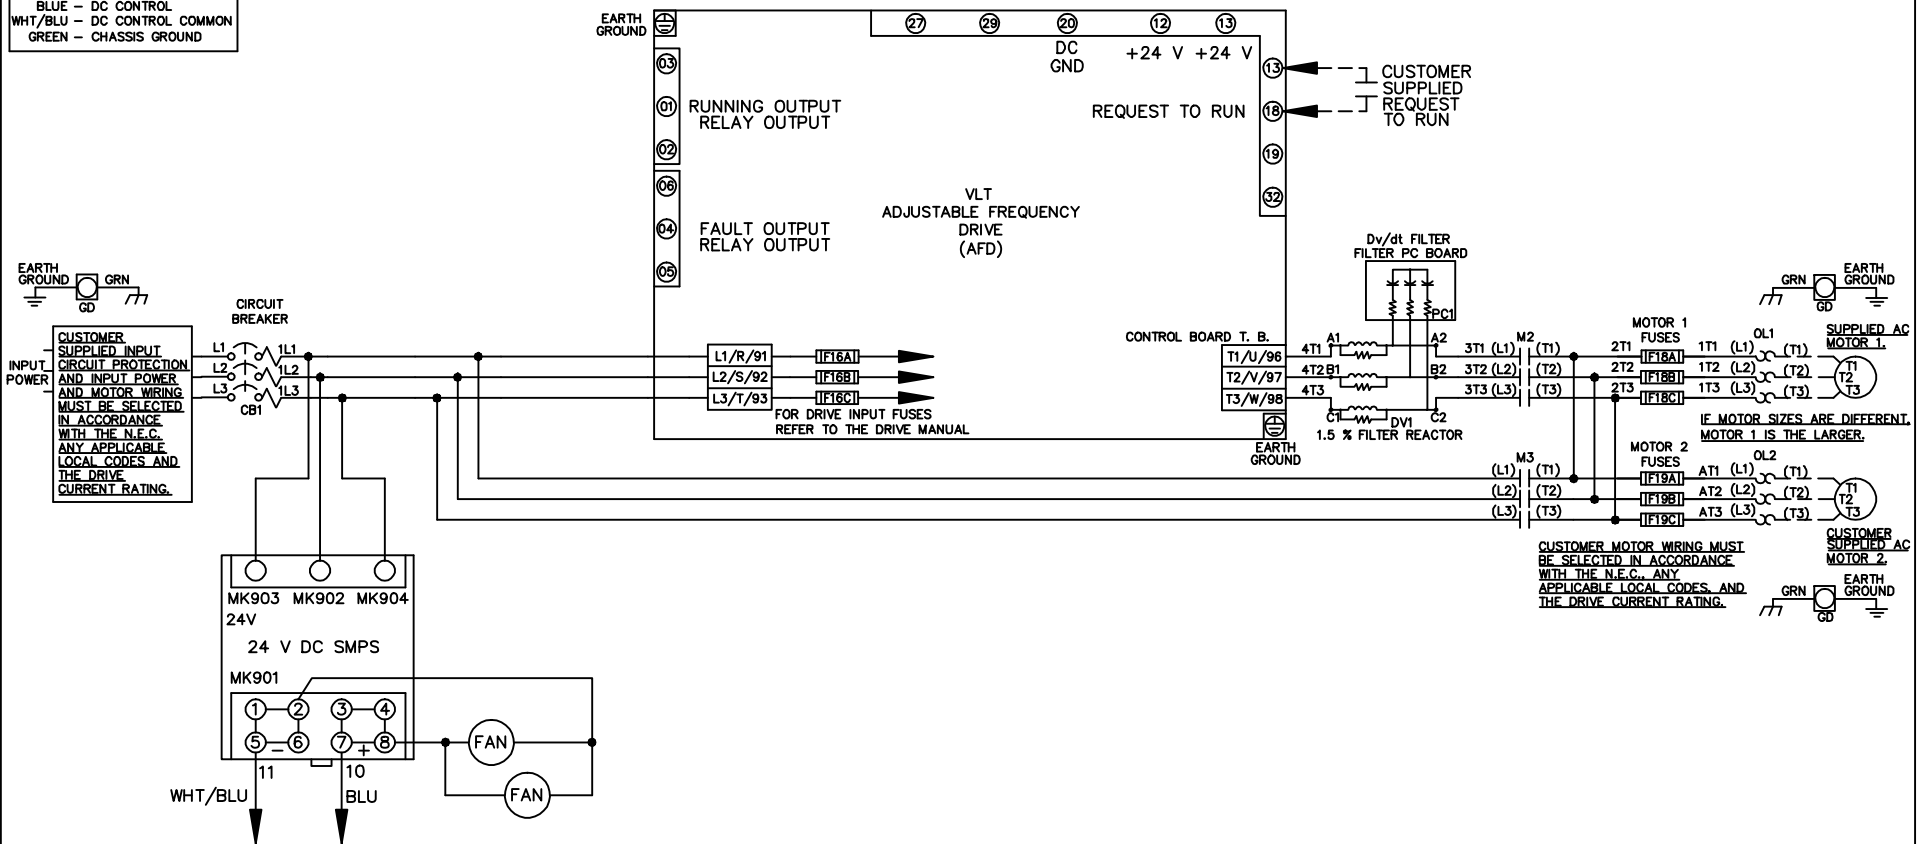 BLUE – DC CONTROL
WHT/BLU – DC CONTROL COMMON
GREEN – CHASSIS GROUND
EARTH
GROUND
27 29 20 12 13
DC
GND
+24 V +24 V
03
01
02
RUNNING OUTPUT
RELAY OUTPUT
06
04
05
FAULT OUTPUT
RELAY OUTPUT
REQUEST TO RUN
13
18
19
32
CUSTOMER
SUPPLIED
REQUEST
TO RUN
VLT
ADJUSTABLE FREQUENCY
DRIVE
(AFD)
Dv/dt FILTER
FILTER PC BOARD
PC1
EARTH
GROUND
GRN
GD
CIRCUIT
BREAKER
INPUT
POWER
CUSTOMER
SUPPLIED INPUT
CIRCUIT PROTECTION
AND INPUT POWER
AND MOTOR WIRING
MUST BE SELECTED
IN ACCORDANCE
WITH THE N.E.C.
ANY APPLICABLE
LOCAL CODES AND
THE DRIVE
CURRENT RATING.
L1 1L1
L2 1L2
L3 1L3
CB1
L1/R/91 F16A
L2/S/92 F16B
L3/T/93 F16C
FOR DRIVE INPUT FUSES
REFER TO THE DRIVE MANUAL
CONTROL BOARD T. B.
T1/U/96
T2/V/97
T3/W/98
EARTH
GROUND
4T1 A1 A2
4T2 B1 B2
4T3 C1 C2
DV1
1.5 % FILTER REACTOR
M2
3T1 (L1) (T1)
3T2 (L2) (T2)
3T3 (L3) (T3)
MOTOR 1
FUSES
2T1 F18A 1T1 (L1) (T1)
2T2 F18B 1T2 (L2) (T2)
2T3 F18C 1T3 (L3) (T3)
OL1
GRN
GD
EARTH
GROUND
SUPPLIED AC
MOTOR 1.
T1
T2
T3
IF MOTOR SIZES ARE DIFFERENT,
MOTOR 1 IS THE LARGER.
M3
(L1) (T1)
(L2) (T2)
(L3) (T3)
MOTOR 2
FUSES
F19A AT1 (L1) (T1)
F19B AT2 (L2) (T2)
F19C AT3 (L3) (T3)
OL2
T1
T2
T3
CUSTOMER
SUPPLIED AC
MOTOR 2.
CUSTOMER MOTOR WIRING MUST
BE SELECTED IN ACCORDANCE
WITH THE N.E.C., ANY
APPLICABLE LOCAL CODES, AND
THE DRIVE CURRENT RATING.
GRN
GD
EARTH
GROUND
MK903 MK902 MK904
24V
24 V DC SMPS
MK901
1 2 3 4
5 – 6 7 + 8
11 10
WHT/BLU BLU
FAN
FAN